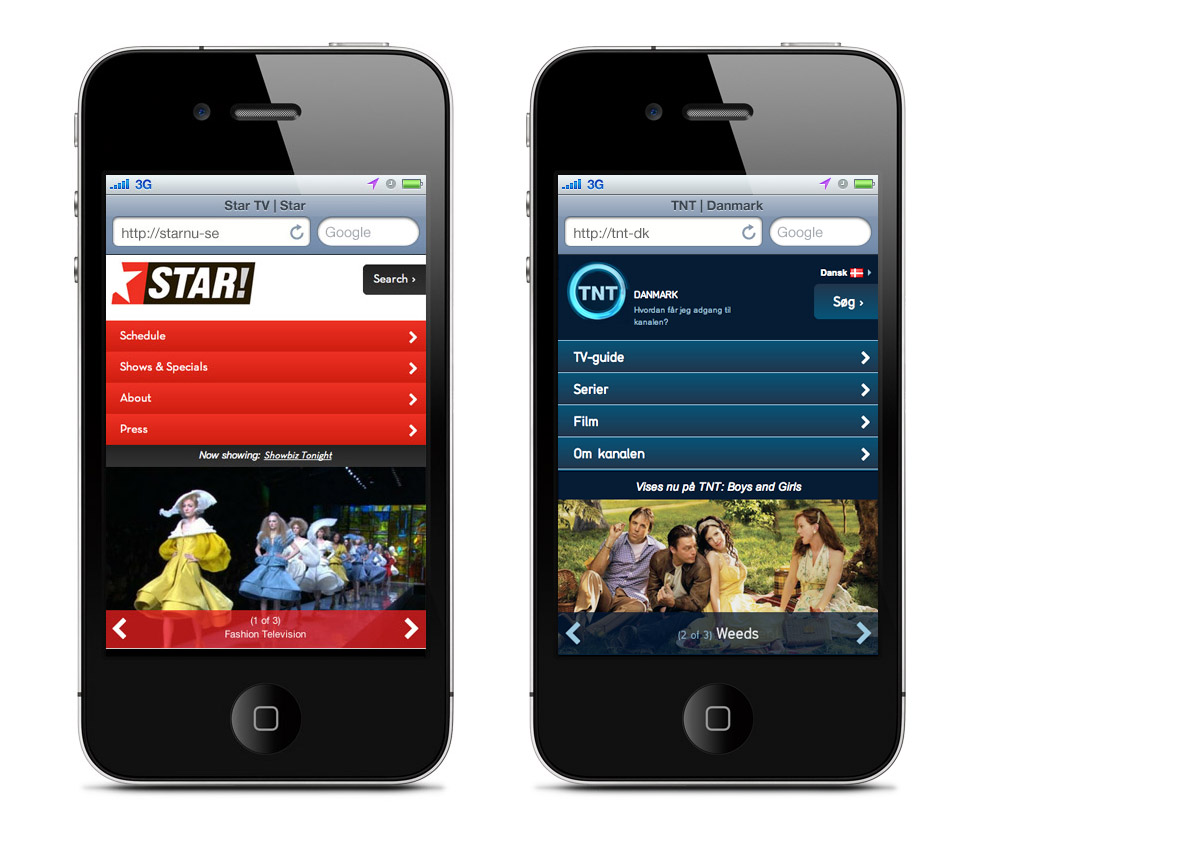 3G
Star TV | Star
http://starnu-se
Google
STAR!
Search ›
Schedule
Shows & Specials
About
Press
Now showing: Showbiz Tonight
(1 of 3)
Fashion Television
3G
TNT | Danmark
http://tnt-dk
Google
TNT
DANMARK
Hvordan får jeg adgang til
kanalen?
Dansk
Søg ›
TV-guide
Serier
Film
Om kanalen
Vises nu på TNT: Boys and Girls
(2 of 3) Weeds